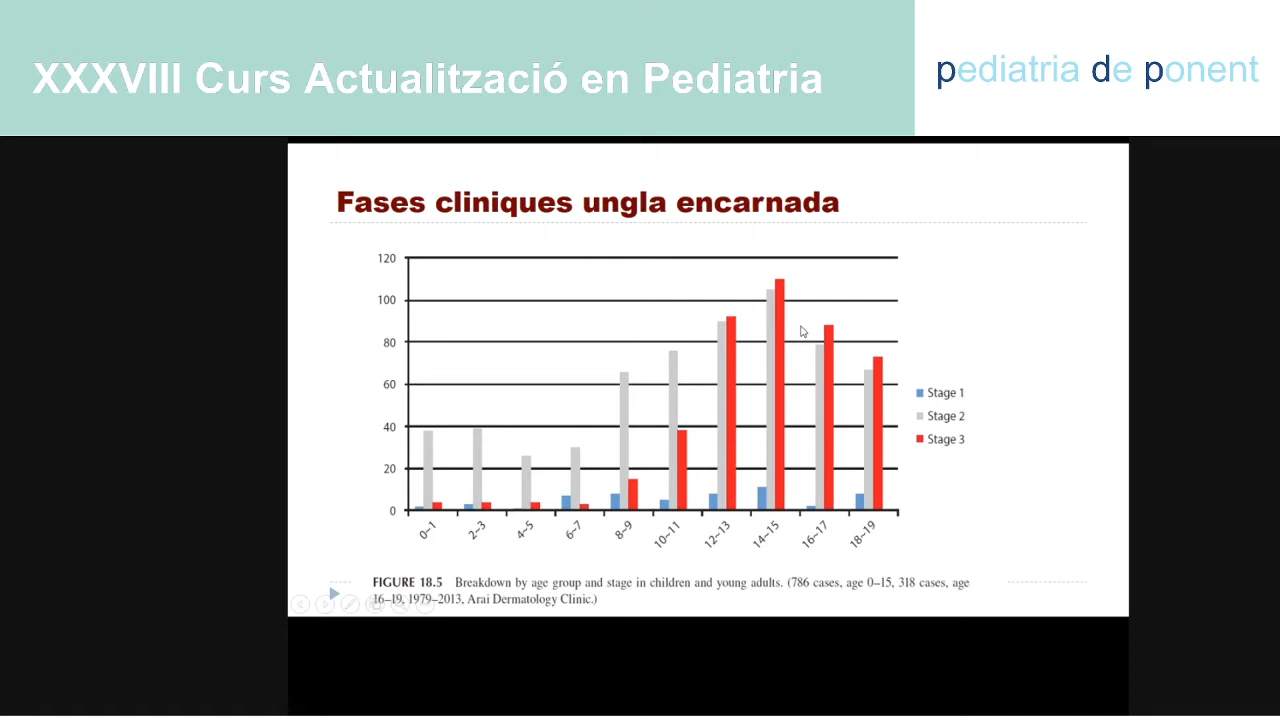 XXXVIII Curs Actualització en Pediatria
pediatria de ponent
Fases cliniques ungla encarnada
120
100
80
60
40
20
0
0~1
2~3
4~5
6~7
8~9
10~11
12~13
14~15
16~17
18~19
Stage 1
Stage 2
Stage 3
FIGURE 18.5 Breakdown by age group and stage in children and young adults. (786 cases, age 0–15, 318 cases, age
16–19, 1979–2013, Arai Dermatology Clinic.)